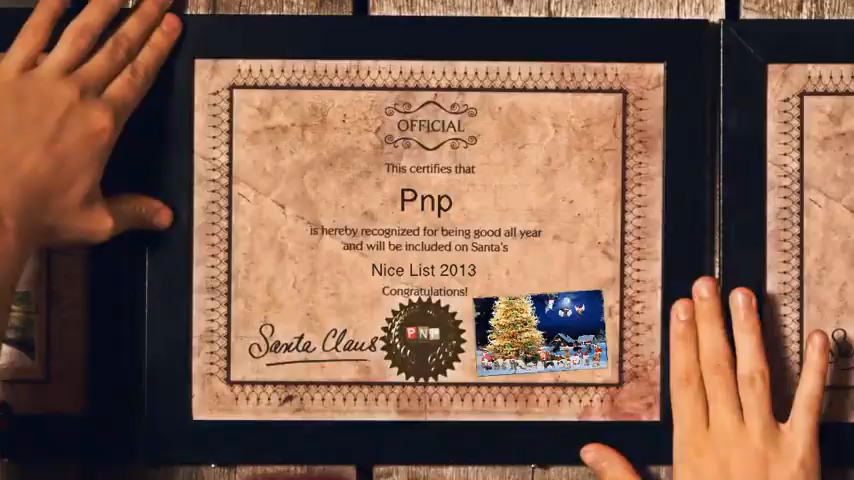 OFFICIAL
This certifies that
Pnp
is hereby recognized for being good all year
and will be included on Santa's
Nice List 2013
Congratulations!
Santa Claus
PNP